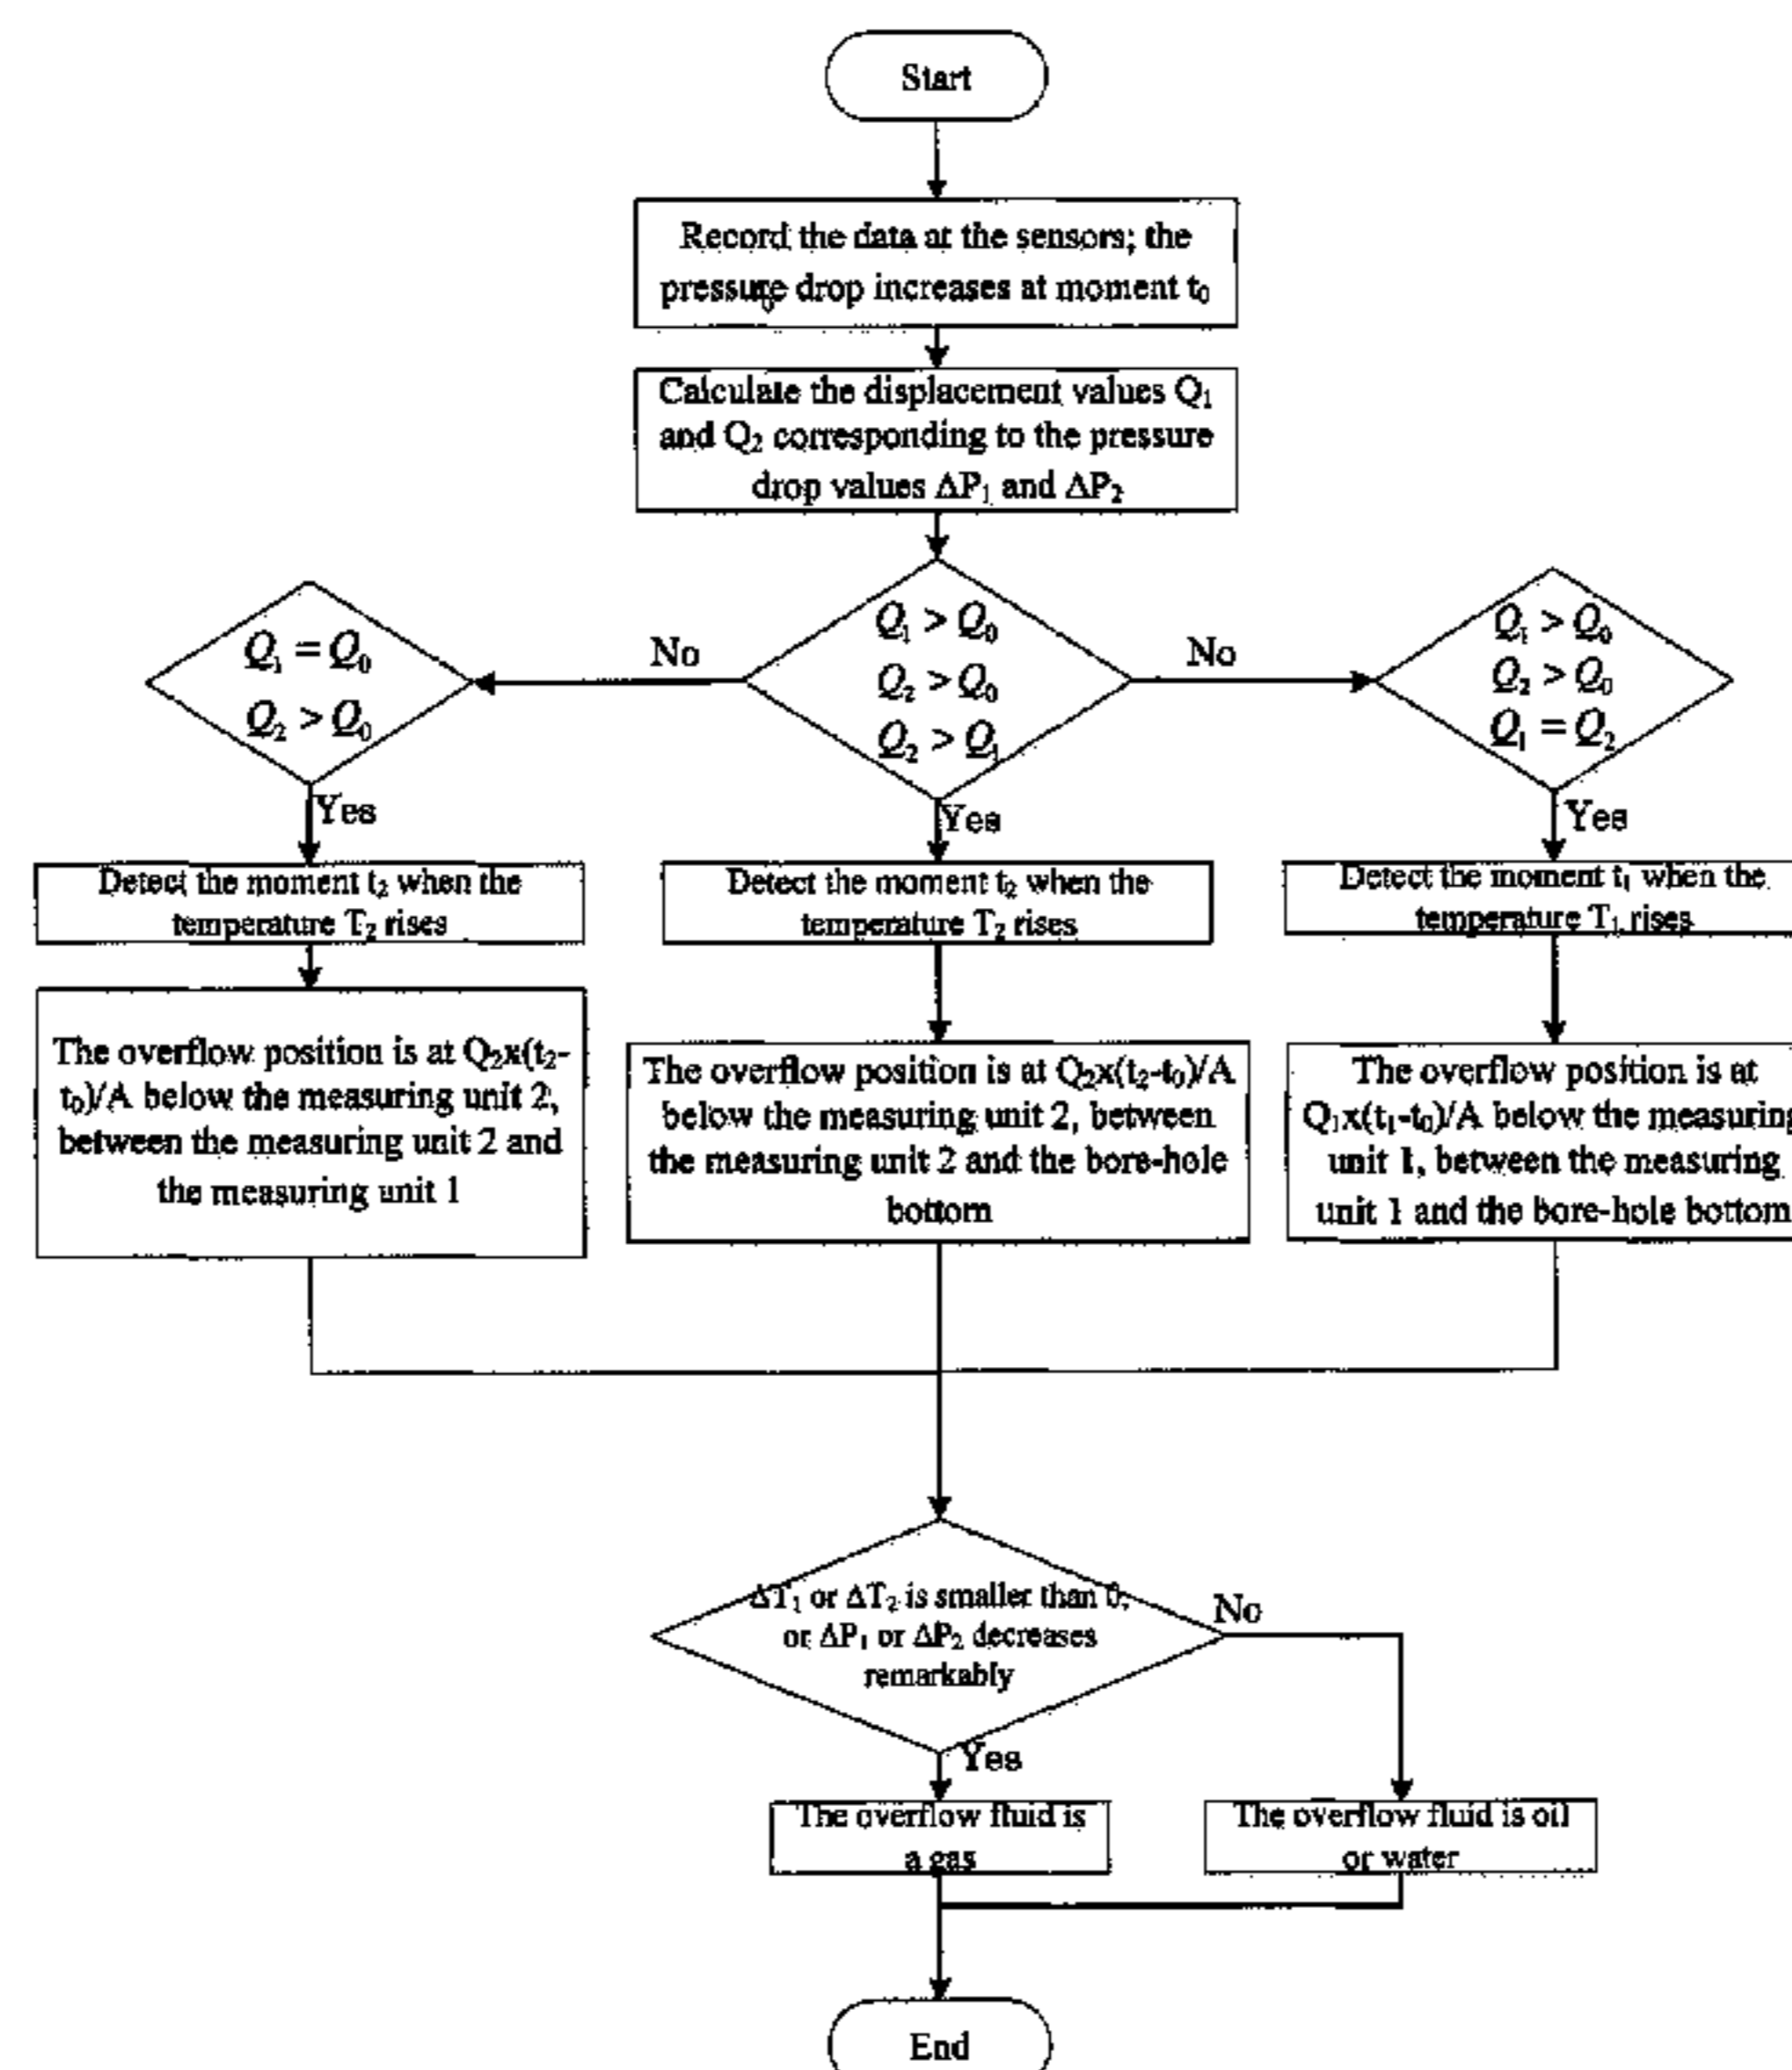 Start
Record the data at the sensors; the
pressure drop increases at moment t₀
Calculate the displacement values Q₁
and Q₂ corresponding to the pressure
drop values ΔP₁ and ΔP₂
Q₁ = Q₀
Q₂ > Q₀
No
Q₁ > Q₀
Q₂ > Q₀
Q₂ > Q₁
No
Q₁ > Q₀
Q₂ > Q₀
Q₁ = Q₂
Yes
Yes
Yes
Detect the moment t₂ when the
temperature T₂ rises
Detect the moment t₂ when the
temperature T₂ rises
Detect the moment t₁ when the
temperature T₁ rises
The overflow position is at Q₂x(t₂-
t₀)/A below the measuring unit 2,
between the measuring unit 2 and
the measuring unit 1
The overflow position is at Q₂x(t₂-t₀)/A
below the measuring unit 2, between
the measuring unit 2 and the bore-hole
bottom
The overflow position is at
Q₁x(t₁-t₀)/A below the measuring
unit 1, between the measuring
unit 1 and the bore-hole bottom
ΔT₁ or ΔT₂ is smaller than 0,
or ΔP₁ or ΔP₂ decreases
remarkably
No
Yes
The overflow fluid is
a gas
The overflow fluid is oil
or water
End